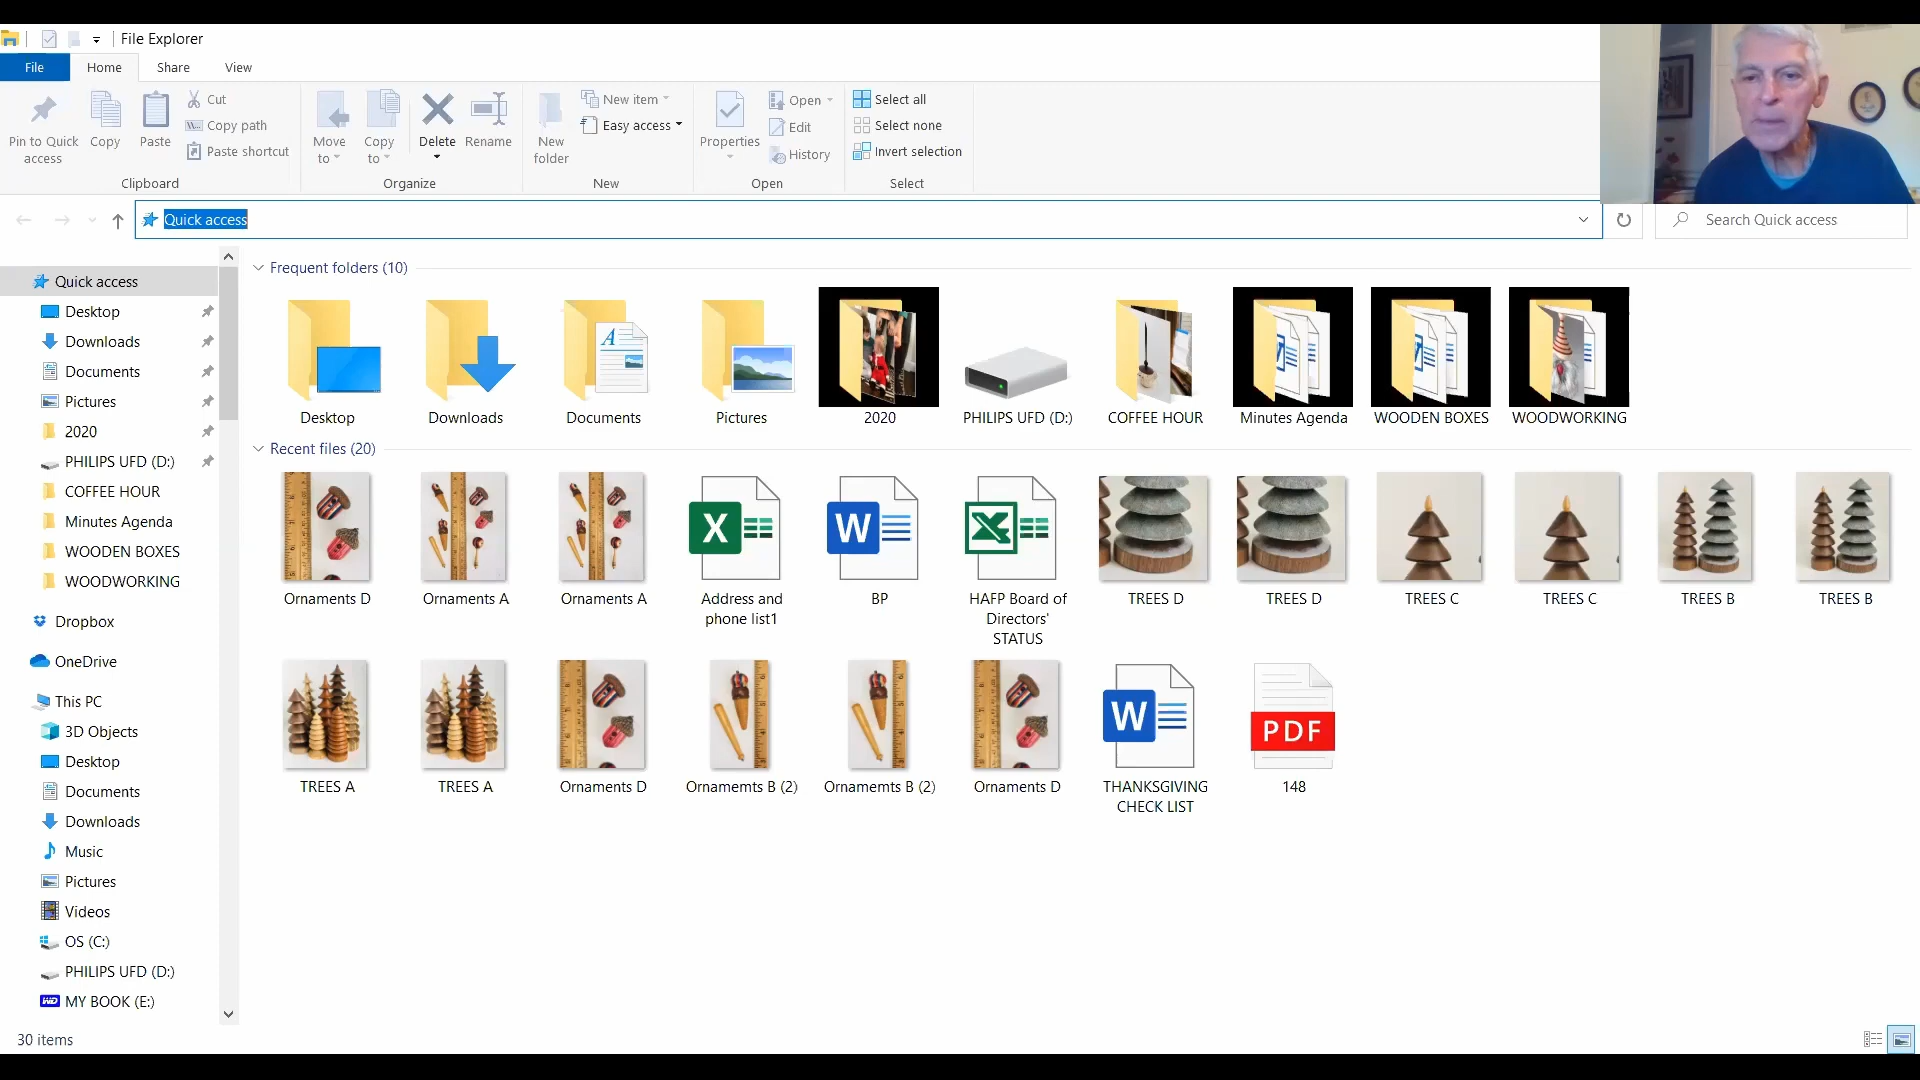 File Explorer
File Home Share View
Pin to Quick access
Copy
Paste
Cut
Copy path
Paste shortcut
Clipboard
Move to
Copy to
Delete
Rename
Organize
New folder
New item
Easy access
New
Properties
Open
Edit
History
Open
Select all
Select none
Invert selection
Select
Quick access
Search Quick access
Quick access
Desktop
Downloads
Documents
Pictures
2020
PHILIPS UFD (D:)
COFFEE HOUR
Minutes Agenda
WOODEN BOXES
WOODWORKING
Dropbox
OneDrive
This PC
3D Objects
Desktop
Documents
Downloads
Music
Pictures
Videos
OS (C:)
PHILIPS UFD (D:)
WD MY BOOK (E:)
Frequent folders (10)
Desktop
Downloads
Documents
Pictures
2020
PHILIPS UFD (D:)
COFFEE HOUR
Minutes Agenda
WOODEN BOXES
WOODWORKING
Recent files (20)
Ornaments D
Ornaments A
Ornaments A
X
Address and
phone list1
W
BP
X
HAFP Board of
Directors'
STATUS
TREES D
TREES D
TREES C
TREES C
TREES B
TREES B
TREES A
TREES A
Ornaments D
Ornamemts B (2)
Ornamemts B (2)
Ornaments D
W
THANKSGIVING
CHECK LIST
PDF
148
30 items